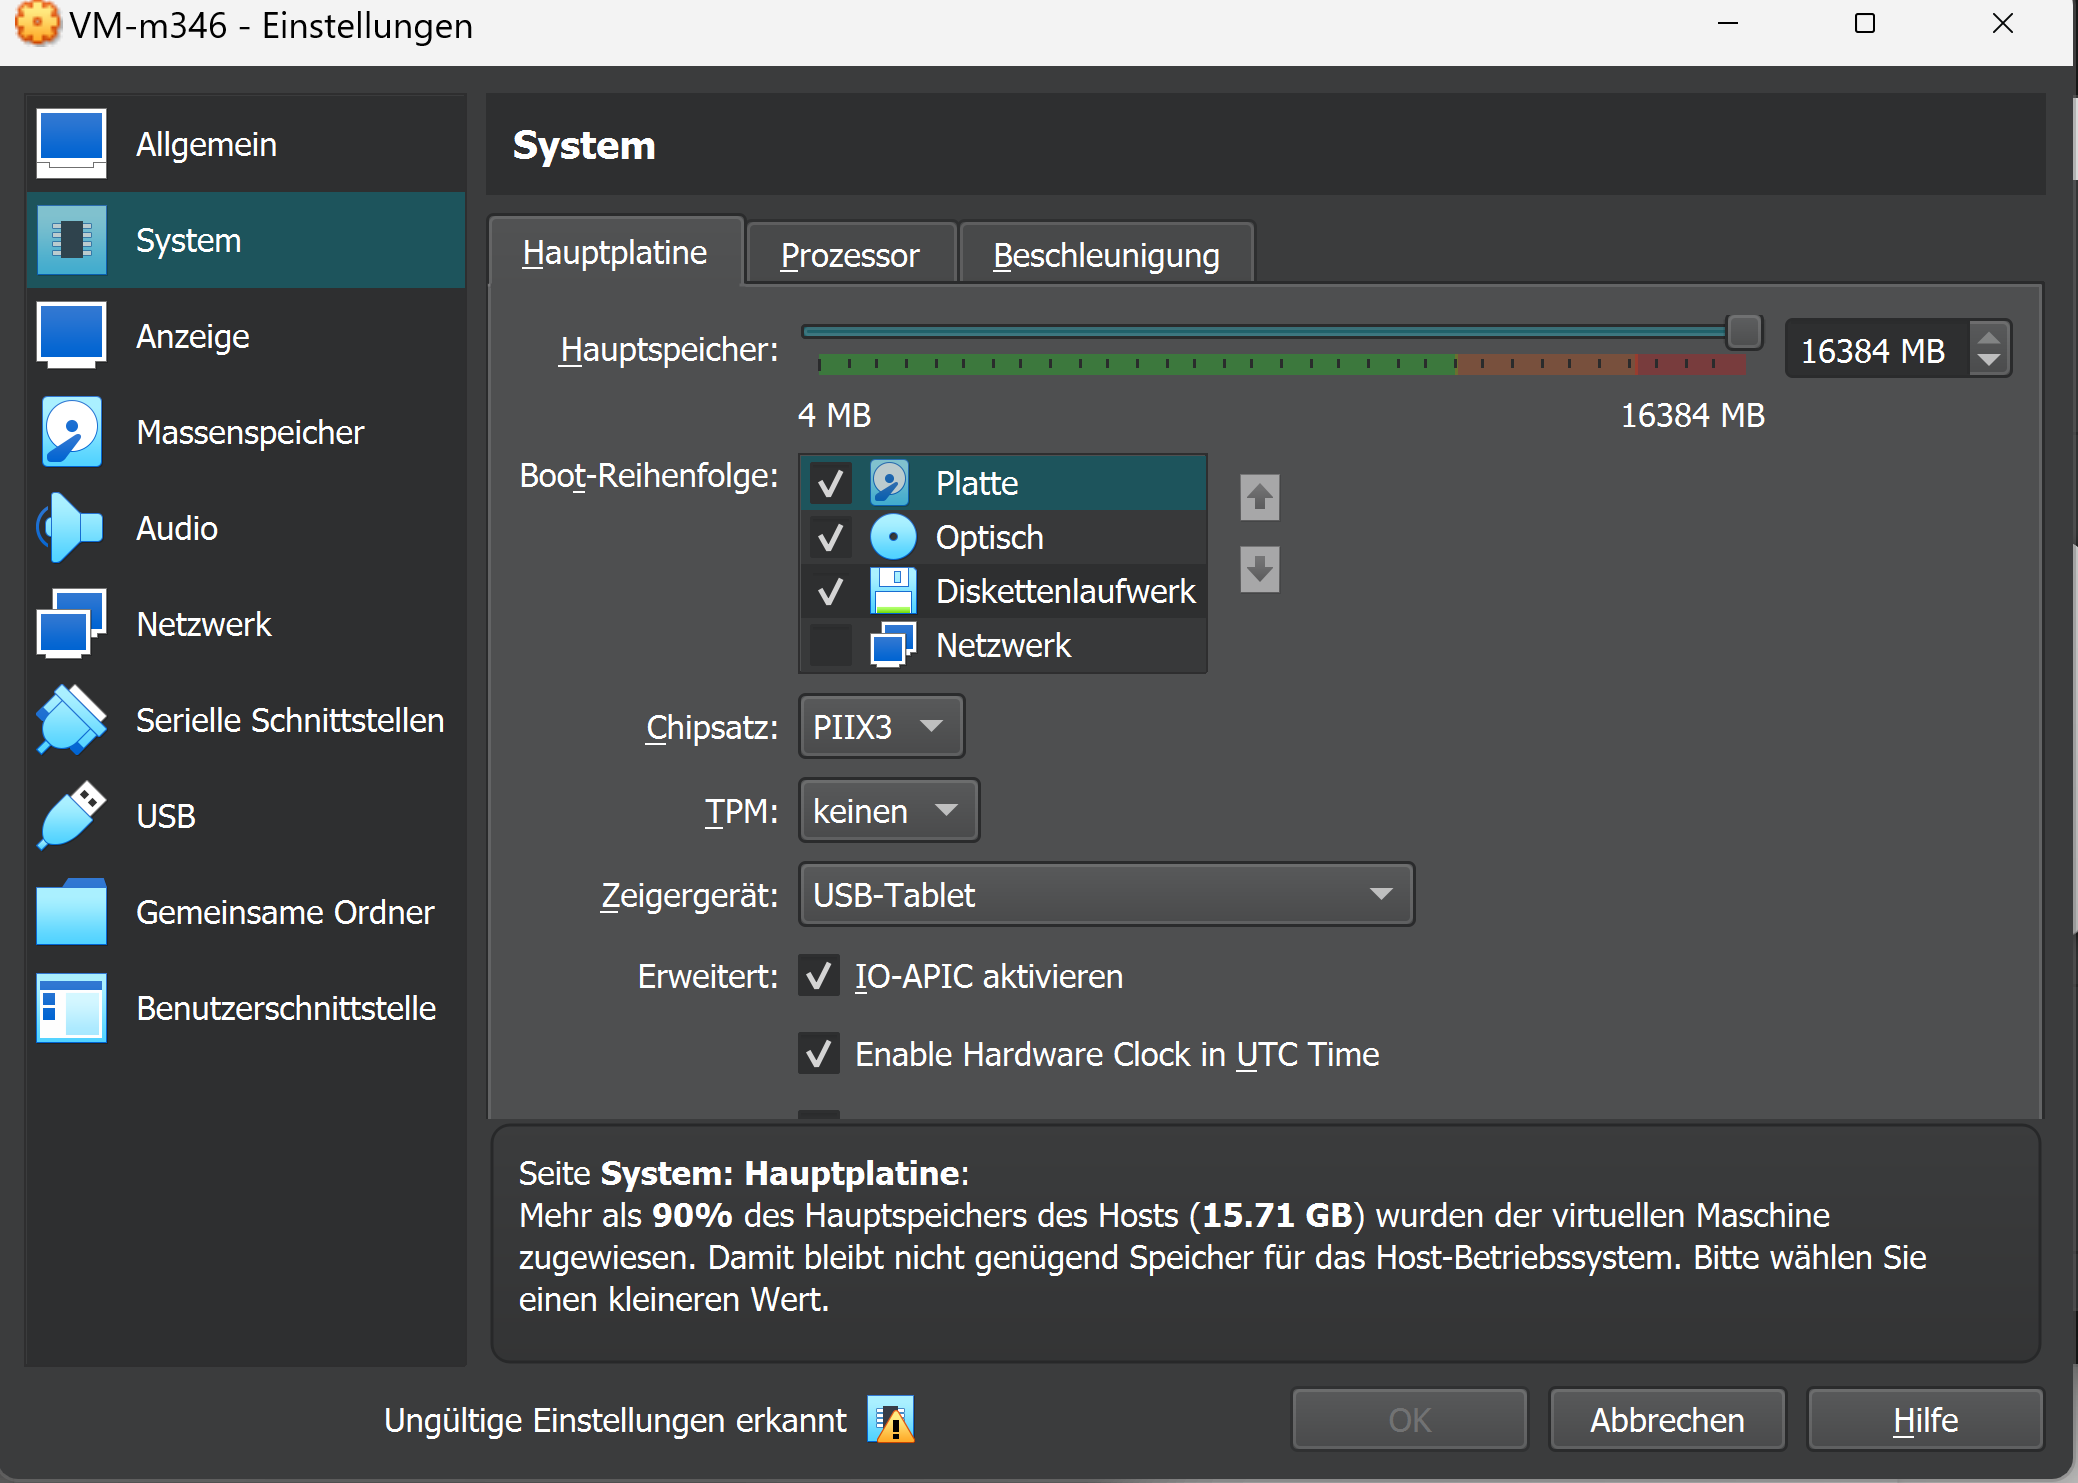 VM-m346 - Einstellungen
Allgemein
System
Anzeige
Massenspeicher
Audio
Netzwerk
Serielle Schnittstellen
USB
Gemeinsame Ordner
Benutzerschnittstelle
System
Hauptplatine
Prozessor
Beschleunigung
Hauptspeicher:
16384 MB
4 MB
16384 MB
Boot-Reihenfolge:
Platte
Optisch
Diskettenlaufwerk
Netzwerk
Chipsatz:
PIIX3
TPM:
keinen
Zeigergerät:
USB-Tablet
Erweitert:
IO-APIC aktivieren
Enable Hardware Clock in UTC Time
Seite System: Hauptplatine:
Mehr als 90% des Hauptspeichers des Hosts (15.71 GB) wurden der virtuellen Maschine
zugewiesen. Damit bleibt nicht genügend Speicher für das Host-Betriebssystem. Bitte wählen Sie
einen kleineren Wert.
Ungültige Einstellungen erkannt
OK
Abbrechen
Hilfe